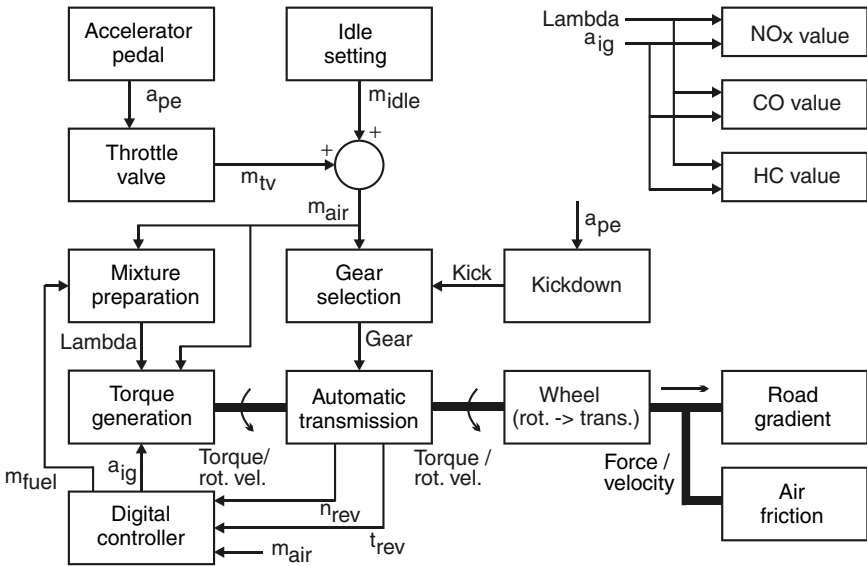 Accelerator
pedal
Idle
setting
Lambda
a_ig
NOx value
a_pe
m_idle
CO value
+
+
Throttle
valve
m_tv
HC value
m_air
a_pe
Mixture
preparation
Gear
selection
Kick
Kickdown
Lambda
Gear
Torque
generation
Automatic
transmission
Wheel
(rot. -> trans.)
Road
gradient
Torque/
rot. vel.
Torque /
rot. vel.
Force /
velocity
m_fuel
a_ig
Air
friction
Digital
controller
n_rev
t_rev
m_air